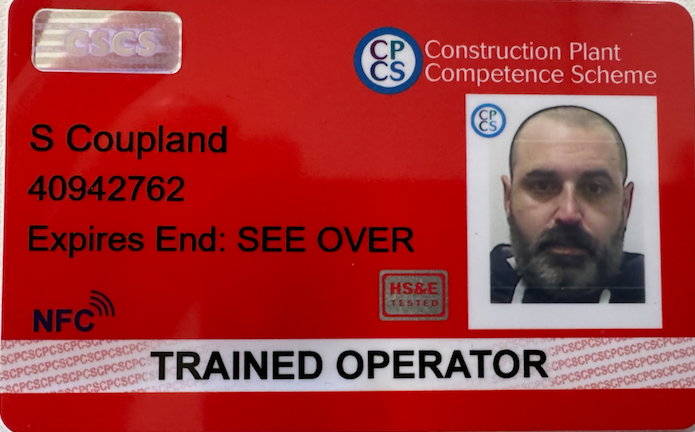 CSCS
CP
CS
Construction Plant
Competence Scheme
CP
CS
S Coupland
40942762
Expires End: SEE OVER
HS&E
TESTED
NFC
TRAINED OPERATOR